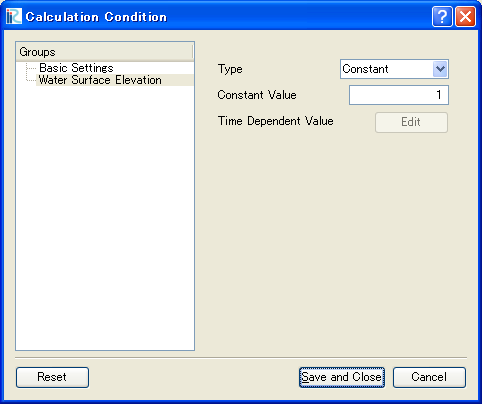 Calculation Condition
Groups
Basic Settings
Water Surface Elevation
Type
Constant
Constant Value
1
Time Dependent Value
Edit
Reset
Save and Close
Cancel